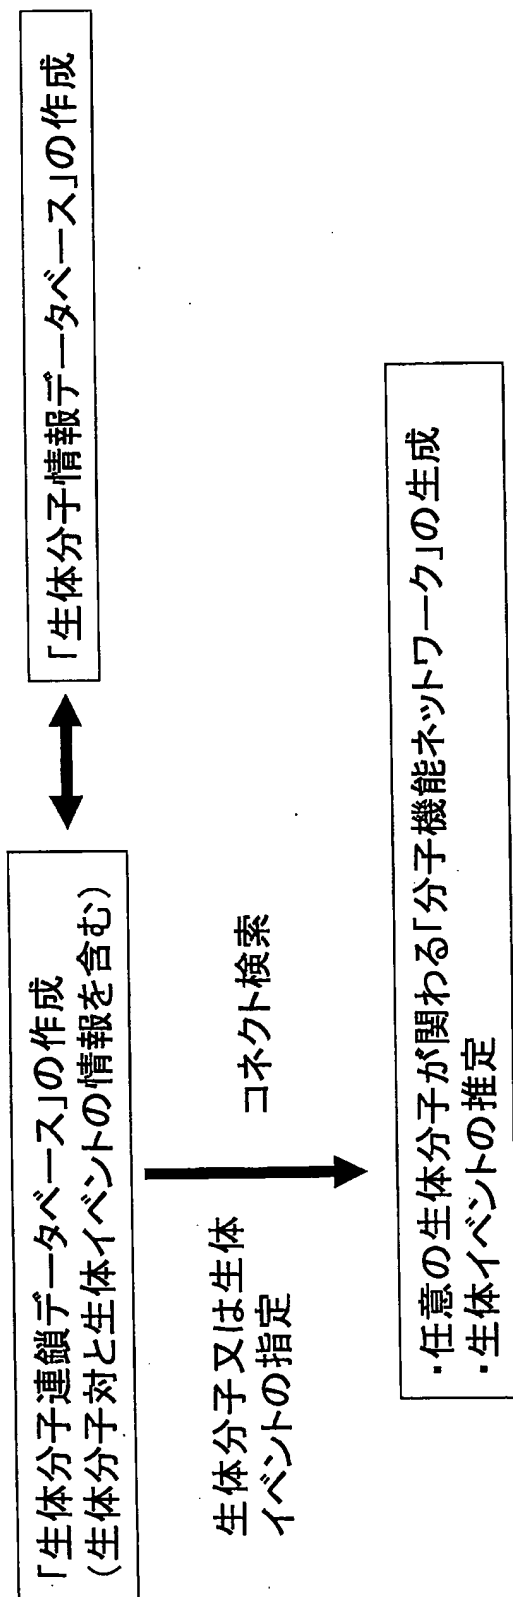 「生体分子連鎖データベース」の作成
(生体分子対と生体イベントの情報を含む)
「生体分子情報データベース」の作成
生体分子又は生体
イベントの指定
コネクト検索
・任意の生体分子が関わる「分子機能ネットワーク」の生成
・生体イベントの推定